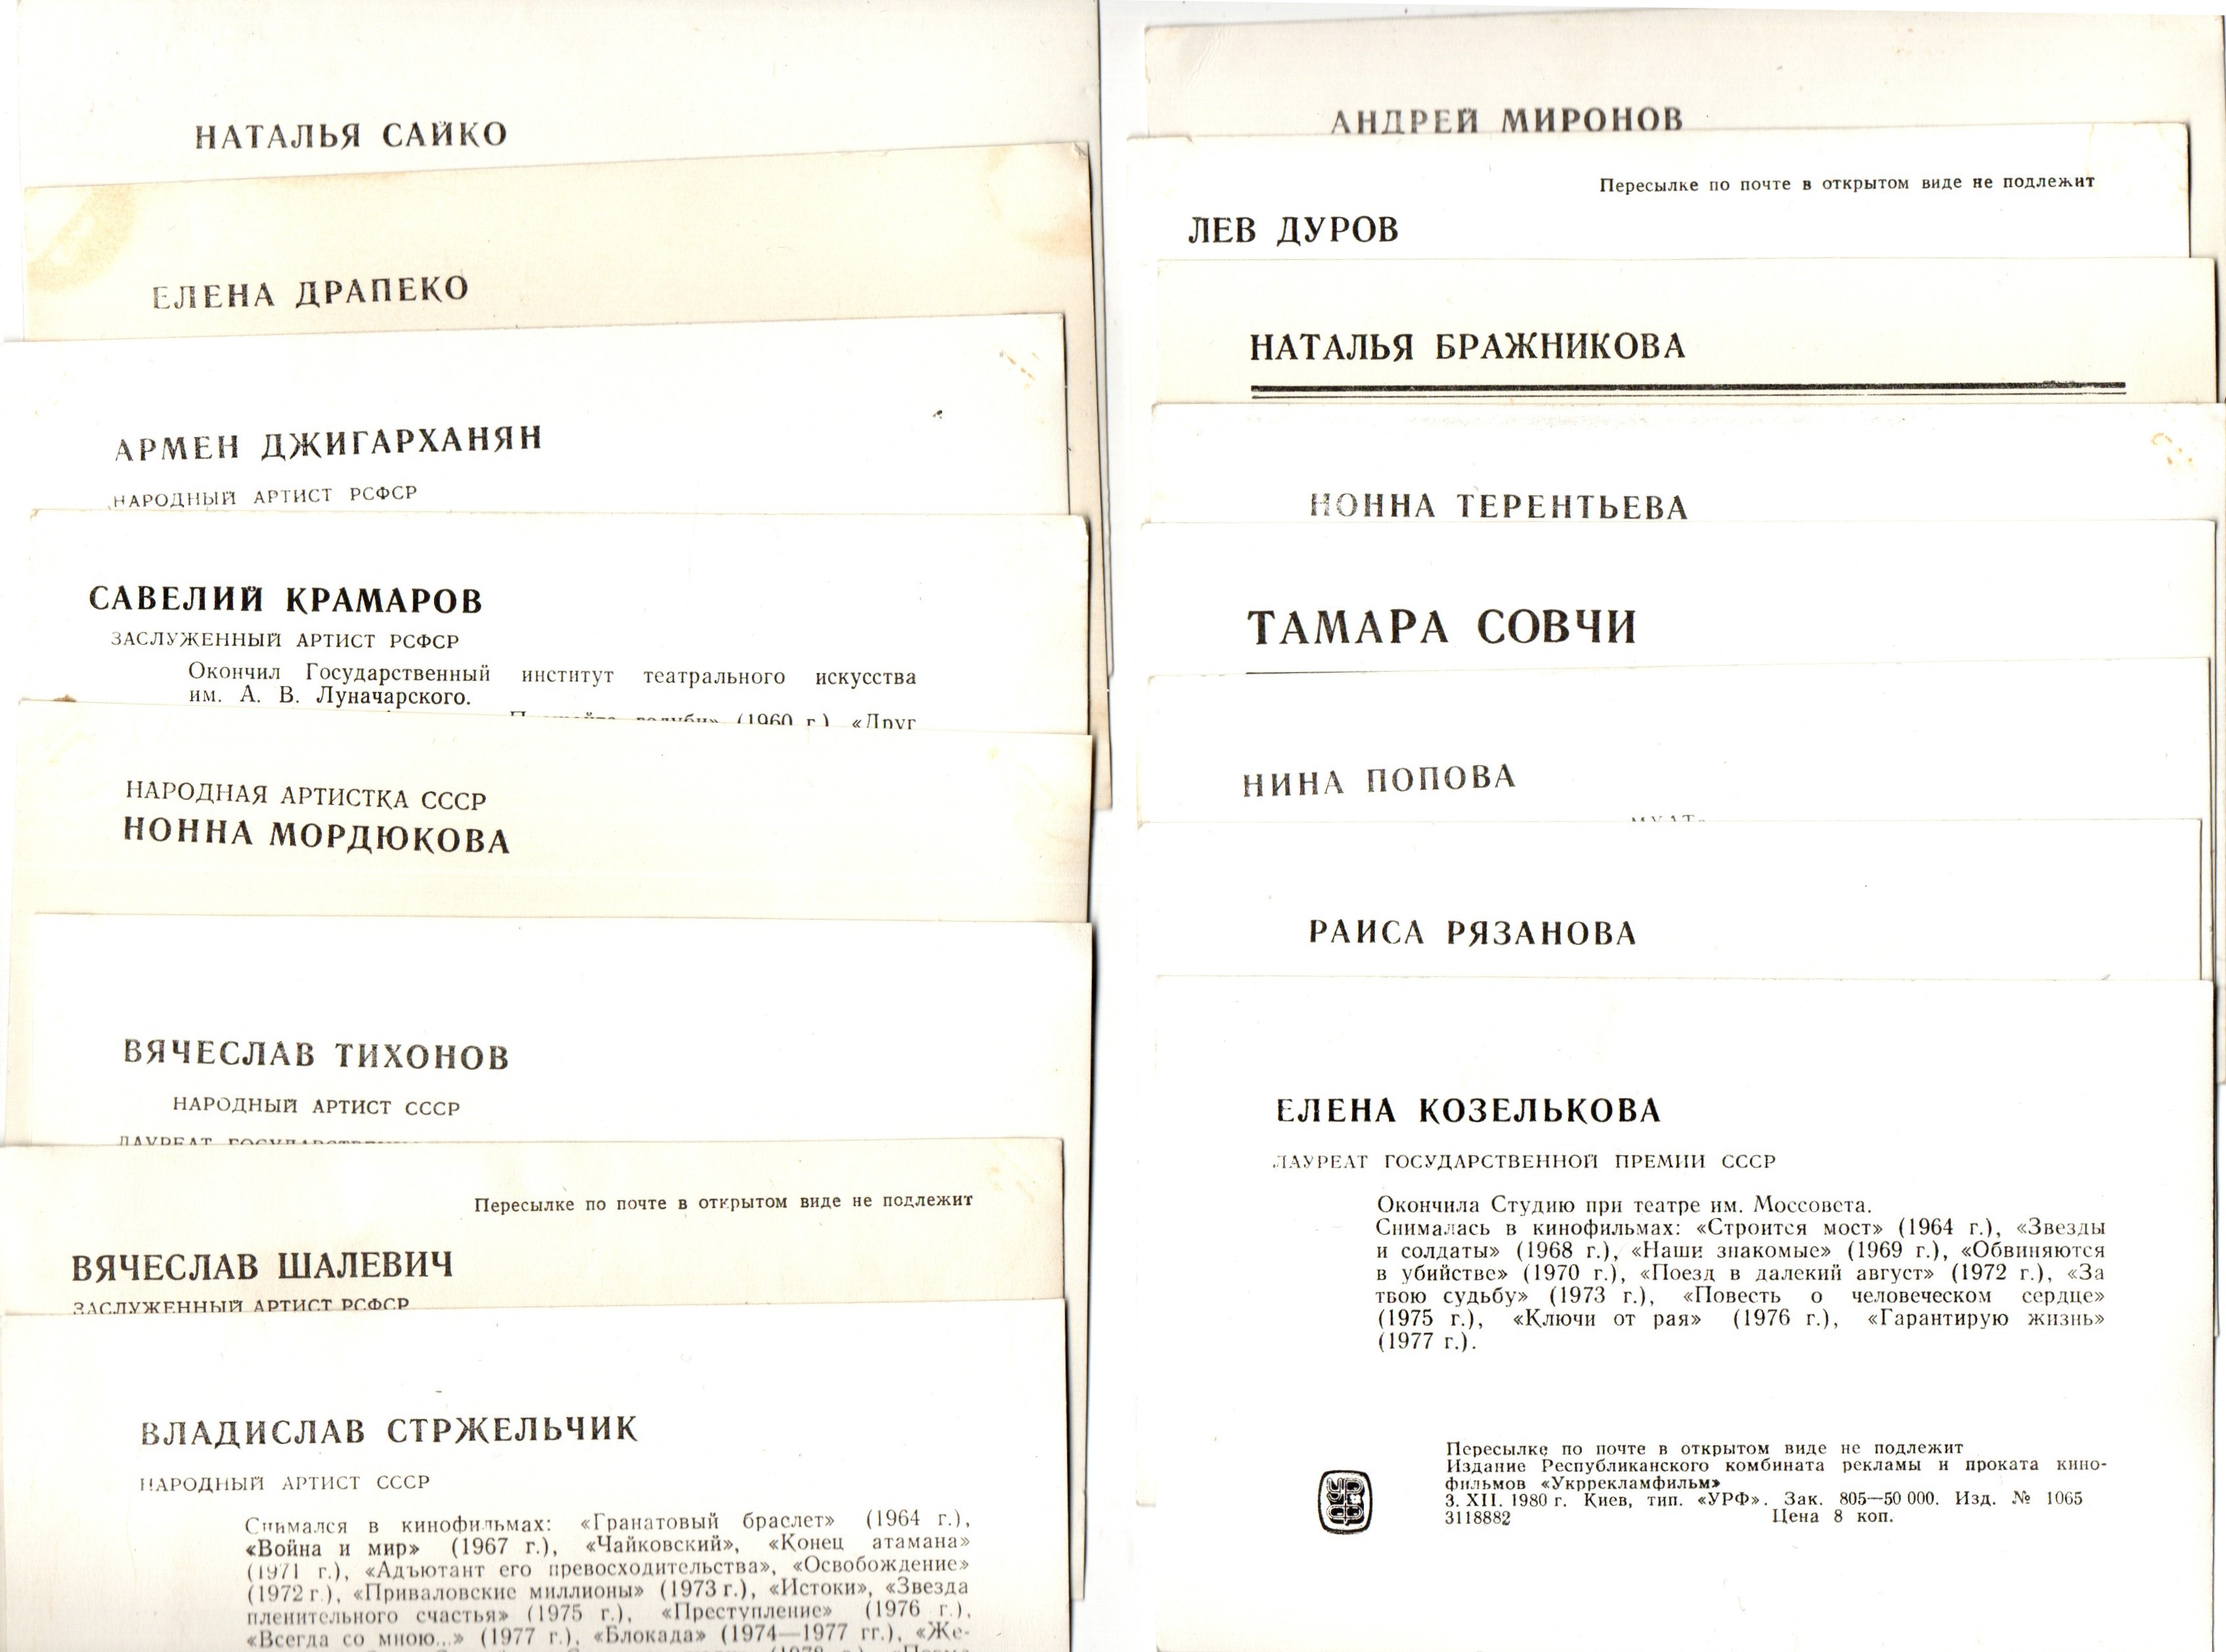 НАТАЛЬЯ САЙКО
ЕЛЕНА ДРАПЕКО
АРМЕН ДЖИГАРХАНЯН
НАРОДНЫЙ АРТИСТ РСФСР
САВЕЛИЙ КРАМАРОВ
ЗАСЛУЖЕННЫЙ АРТИСТ РСФСР
Окончил Государственный институт театрального искусства
им. А. В. Луначарского.
голуби» (1960 г.) «Друг
НАРОДНАЯ АРТИСТКА СССР
НОННА МОРДЮКОВА
ВЯЧЕСЛАВ ТИХОНОВ
НАРОДНЫЙ АРТИСТ СССР
ЛАУРЕАТ
Пересылке по почте в открытом виде не подлежит
ВЯЧЕСЛАВ ШАЛЕВИЧ
ЗАСЛУЖЕННЫЙ АРТИСТ РСФСР
ВЛАДИСЛАВ СТРЖЕЛЬЧИК
НАРОДНЫЙ АРТИСТ СССР
Снимался в кинофильмах: «Гранатовый браслет» (1964 г.),
«Война и мир» (1967 г.), «Чайковский», «Конец атамана»
(1971 г.), «Адъютант его превосходительства», «Освобождение»
(1972 г.), «Приваловские миллионы» (1973 г.), «Истоки», «Звезда
пленительного счастья» (1975 г.), «Преступление» (1976 г.),
«Всегда со мною...» (1977 г.), «Блокада» (1974—1977 гг.), «Же-
АНДРЕЙ МИРОНОВ
Пересылке по почте в открытом виде не подлежит
ЛЕВ ДУРОВ
НАТАЛЬЯ БРАЖНИКОВА
НОННА ТЕРЕНТЬЕВА
ТАМАРА СОВЧИ
НИНА ПОПОВА
РАИСА РЯЗАНОВА
ЕЛЕНА КОЗЕЛЬКОВА
ЛАУРЕАТ ГОСУДАРСТВЕННОЙ ПРЕМИИ СССР
Окончила Студию при театре им. Моссовета.
Снималась в кинофильмах: «Строится мост» (1964 г.), «Звезды
и солдаты» (1968 г.), «Наши знакомые» (1969 г.), «Обвиняются
в убийстве» (1970 г.), «Поезд в далекий август» (1972 г.), «За
твою судьбу» (1973 г.), «Повесть о человеческом сердце»
(1975 г.), «Ключи от рая» (1976 г.), «Гарантирую жизнь»
(1977 г.).
Пересылке по почте в открытом виде не подлежит
Издание Республиканского комбината рекламы и проката кино-
фильмов «Укррекламфильм»
3. XII. 1980 г. Киев, тип. «УРФ». Зак. 805—50 000. Изд. № 1065
3118882 Цена 8 коп.